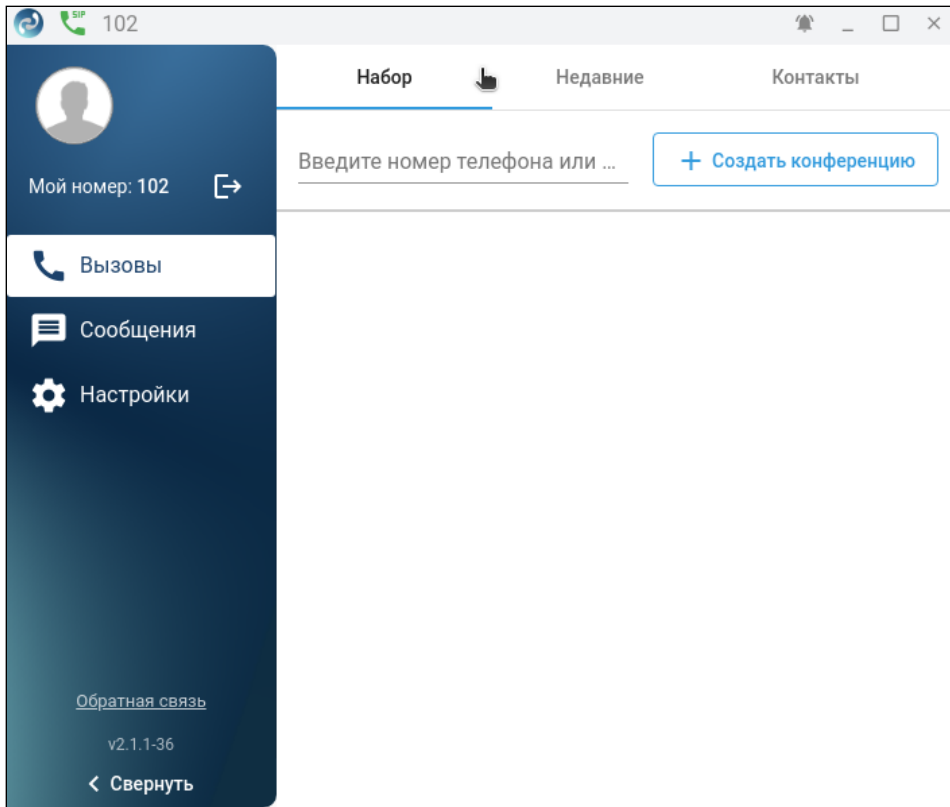 SIP 102
Набор
Недавние
Контакты
Мой номер: 102
Введите номер телефона или ...
+ Создать конференцию
Вызовы
Сообщения
Настройки
Обратная связь
v2.1.1-36
Свернуть